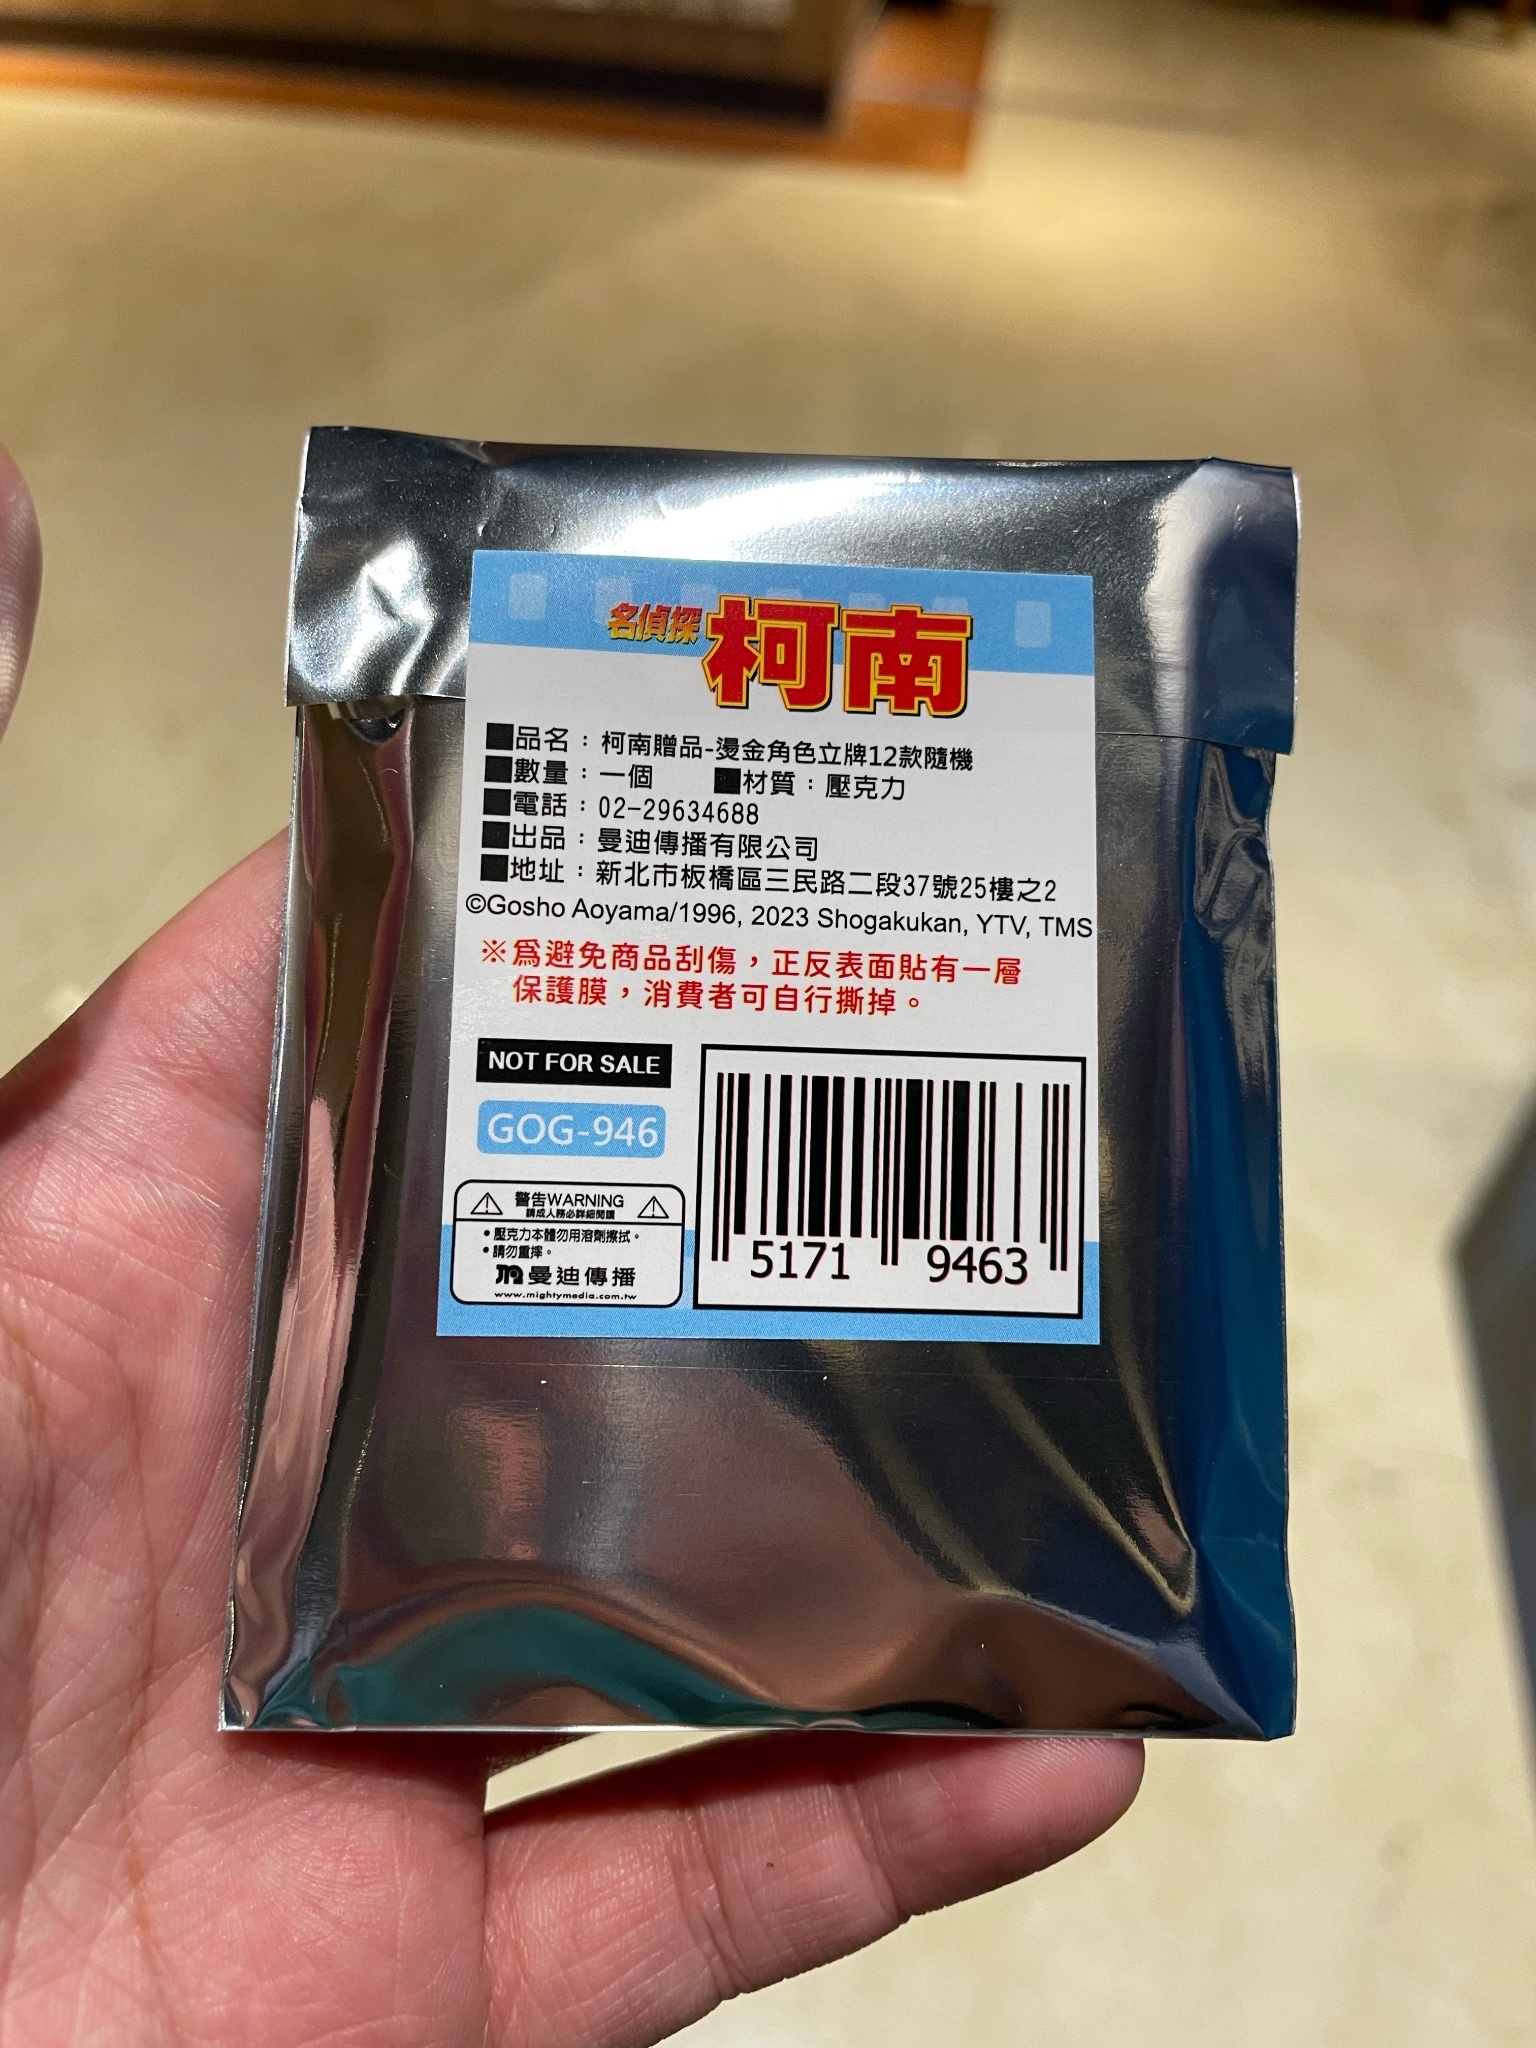 名偵探柯南
■品名：柯南贈品-燙金角色立牌12款隨機
■數量：一個 ■材質：壓克力
■電話：02-29634688
■出品：曼迪傳播有限公司
■地址：新北市板橋區三民路二段37號25樓之2
©Gosho Aoyama/1996, 2023 Shogakukan, YTV, TMS
※為避免商品刮傷，正反表面貼有一層
保護膜，消費者可自行撕掉。
NOT FOR SALE
GOG-946
警告WARNING
請成人務必詳細閱讀
•壓克力本體勿用溶劑擦拭。
•請勿重摔。
曼迪傳播
www.mightymedia.com.tw
5171 9463